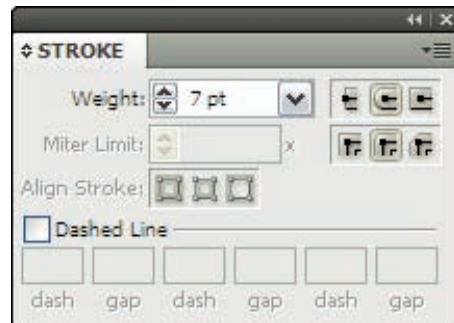 STROKE
Weight: 7 pt
Miter Limit: x
Align Stroke:
Dashed Line
dash gap dash gap dash gap